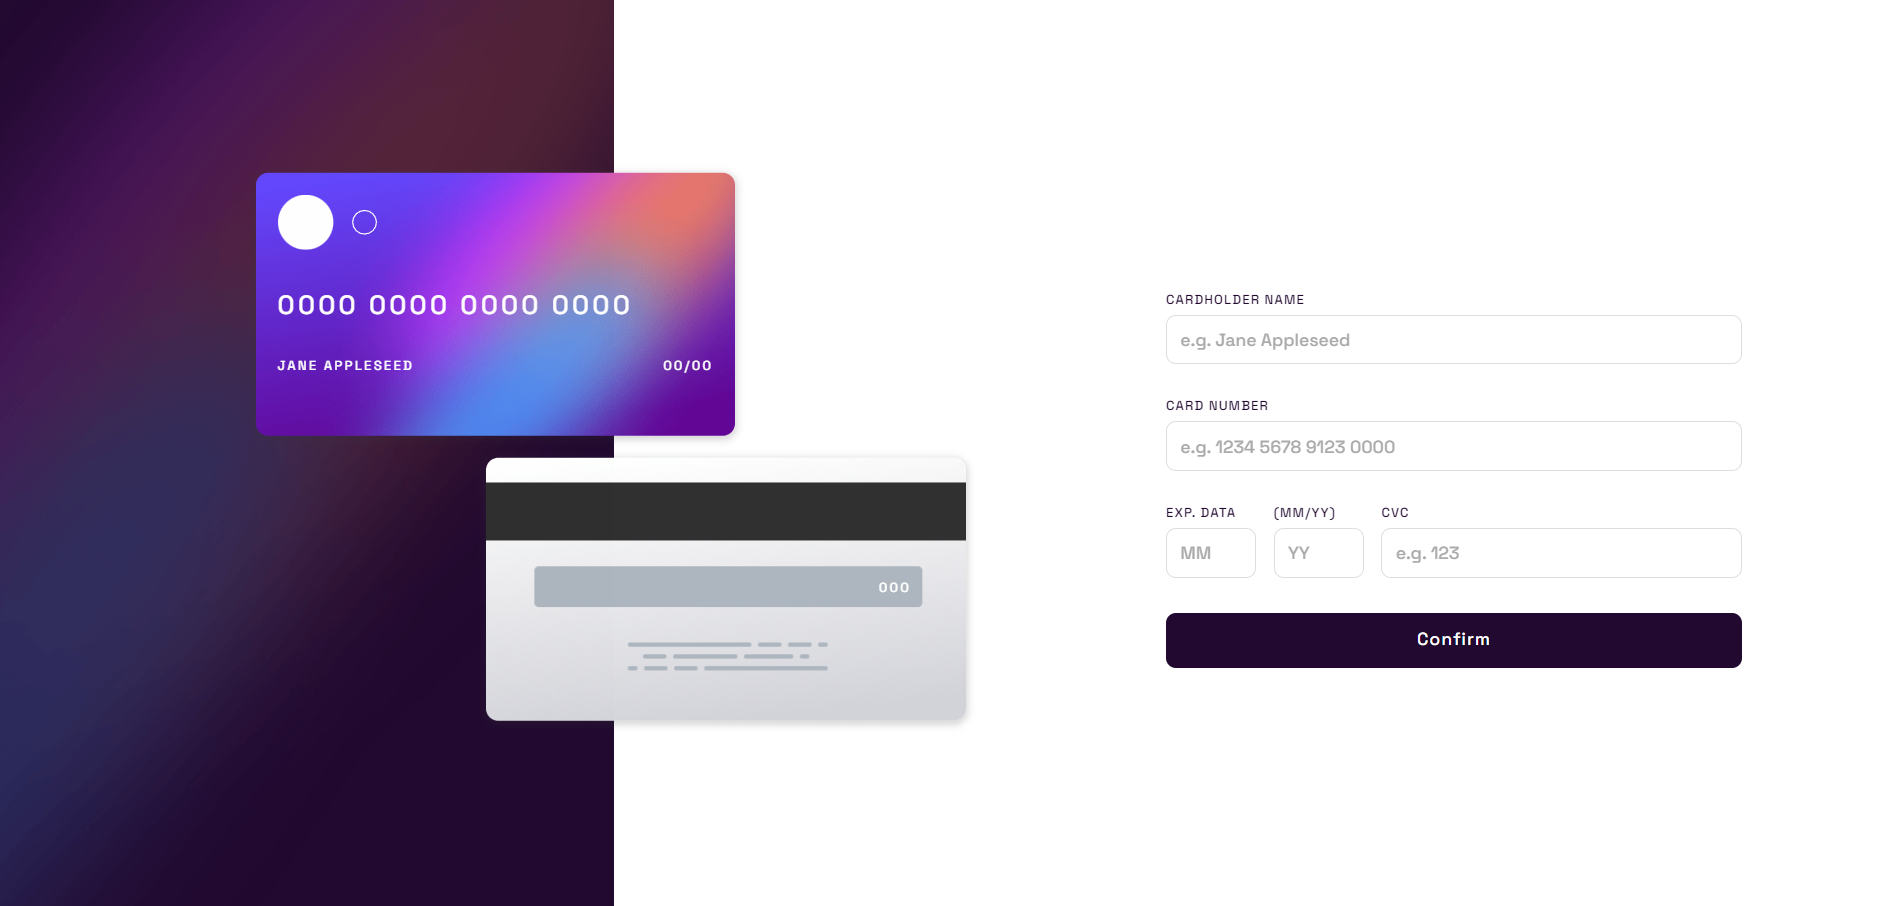 0000 0000 0000 0000
JANE APPLESEED 00/00
000
CARDHOLDER NAME
e.g. Jane Appleseed
CARD NUMBER
e.g. 1234 5678 9123 0000
EXP. DATA (MM/YY) CVC
MM YY e.g. 123
Confirm